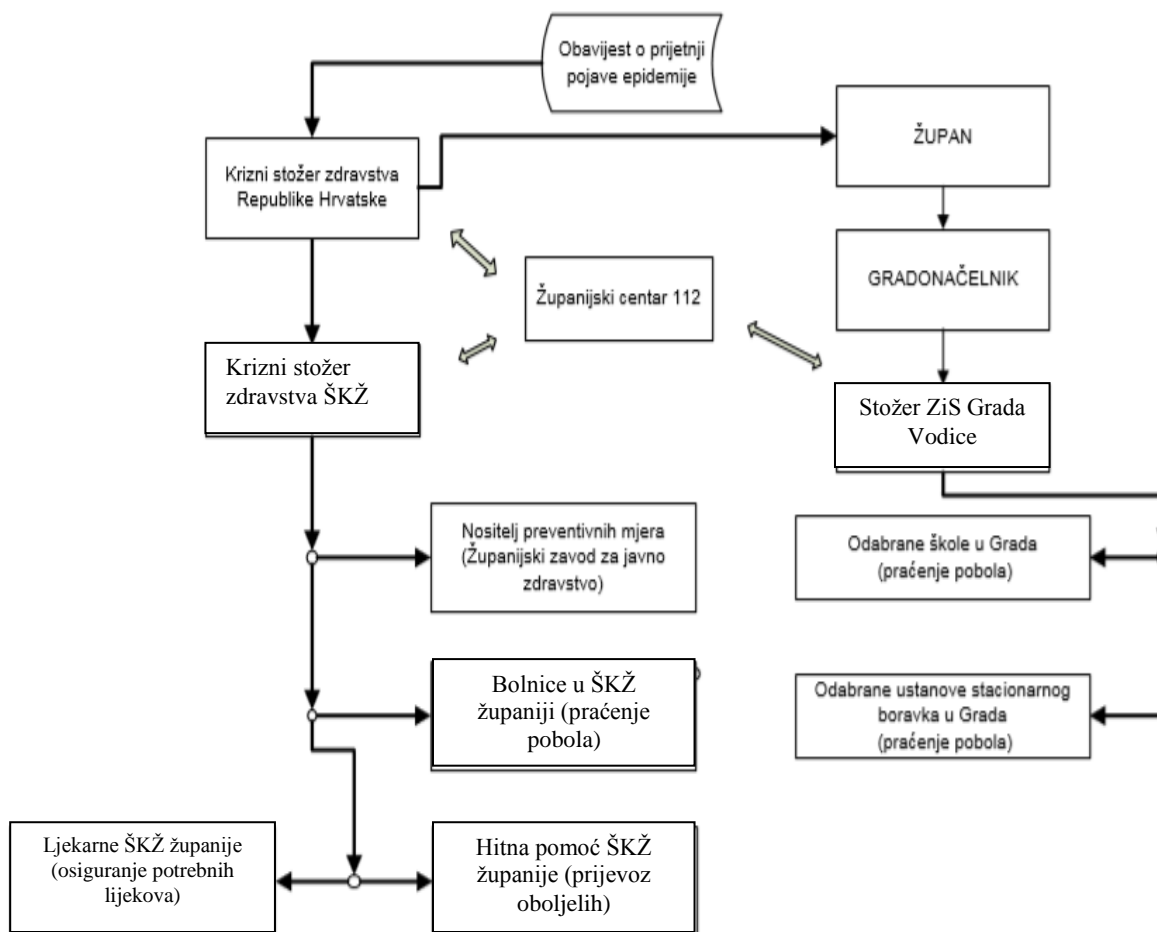 Obavijest o prijetnji
pojave epidemije
Krizni stožer zdravstva
Republike Hrvatske
ŽUPAN
GRADONAČELNIK
Županijski centar 112
Krizni stožer
zdravstva ŠKŽ
Stožer ZiS Grada
Vodice
Nositelj preventivnih mjera
(Županijski zavod za javno
zdravstvo)
Odabrane škole u Grada
(praćenje pobola)
Bolnice u ŠKŽ
županiji (praćenje
pobola)
Odabrane ustanove stacionarnog
boravka u Grada
(praćenje pobola)
Ljekarne ŠKŽ županije
(osiguranje potrebnih
lijekova)
Hitna pomoć ŠKŽ
županije (prijevoz
oboljelih)